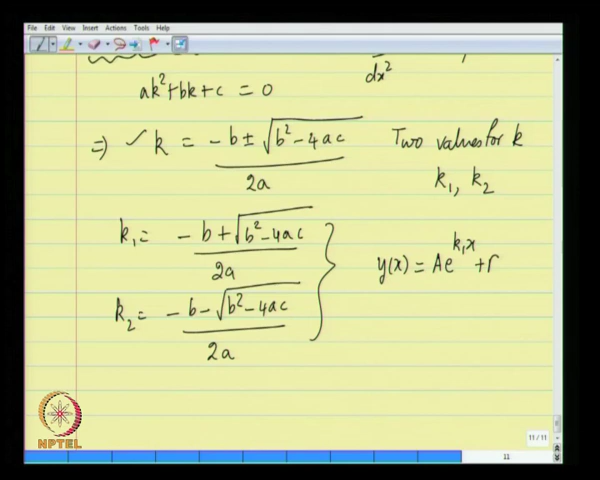 File Edit View Insert Actions Tools Help
dx²
ak²+bk+c = 0
=) ✓ k = -b ± √(b²-4ac) / 2a Two values for k
k₁, k₂
k₁ = -b+√(b²-4ac) / 2a
y(x) = Ae^(k₁x) + r
k₂ = -b-√(b²-4ac) / 2a
NPTEL
11 / 11
11